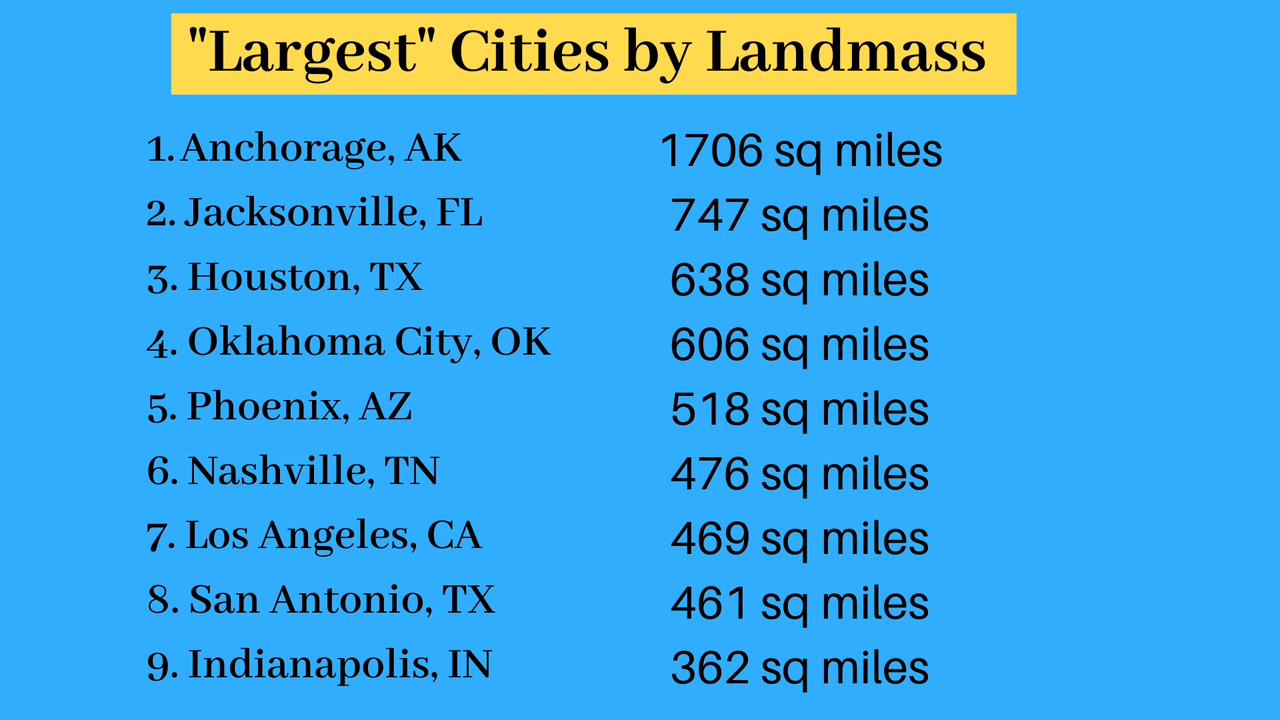 "Largest" Cities by Landmass
1. Anchorage, AK 1706 sq miles
2. Jacksonville, FL 747 sq miles
3. Houston, TX 638 sq miles
4. Oklahoma City, OK 606 sq miles
5. Phoenix, AZ 518 sq miles
6. Nashville, TN 476 sq miles
7. Los Angeles, CA 469 sq miles
8. San Antonio, TX 461 sq miles
9. Indianapolis, IN 362 sq miles